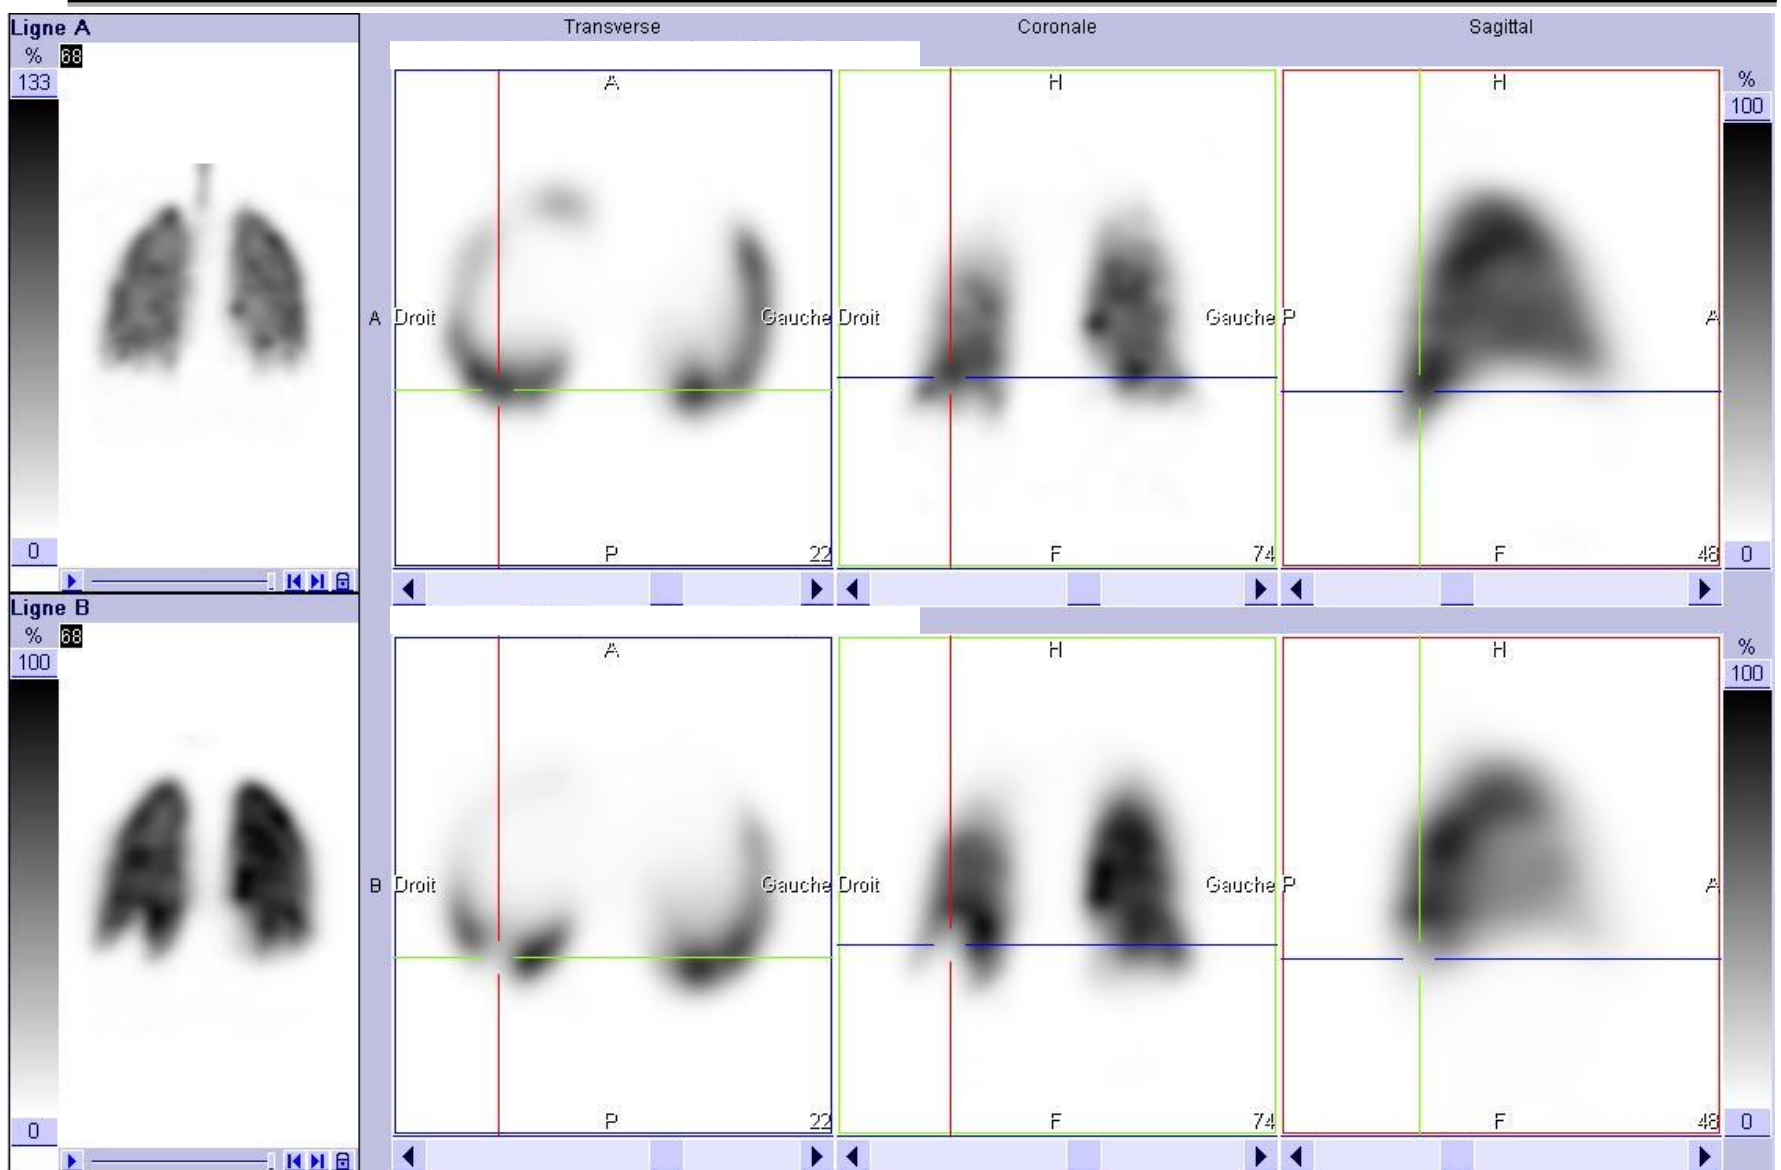 Ligne A
Transverse
Coronale
Sagittal
% 68
133
0
%
100
0
A
A
Droit
Gauche
P
22
H
Droit
Gauche
F
74
H
P
A
F
48
Ligne B
% 68
100
0
%
100
0
B
A
Droit
Gauche
P
22
H
Droit
Gauche
F
74
H
P
A
F
48